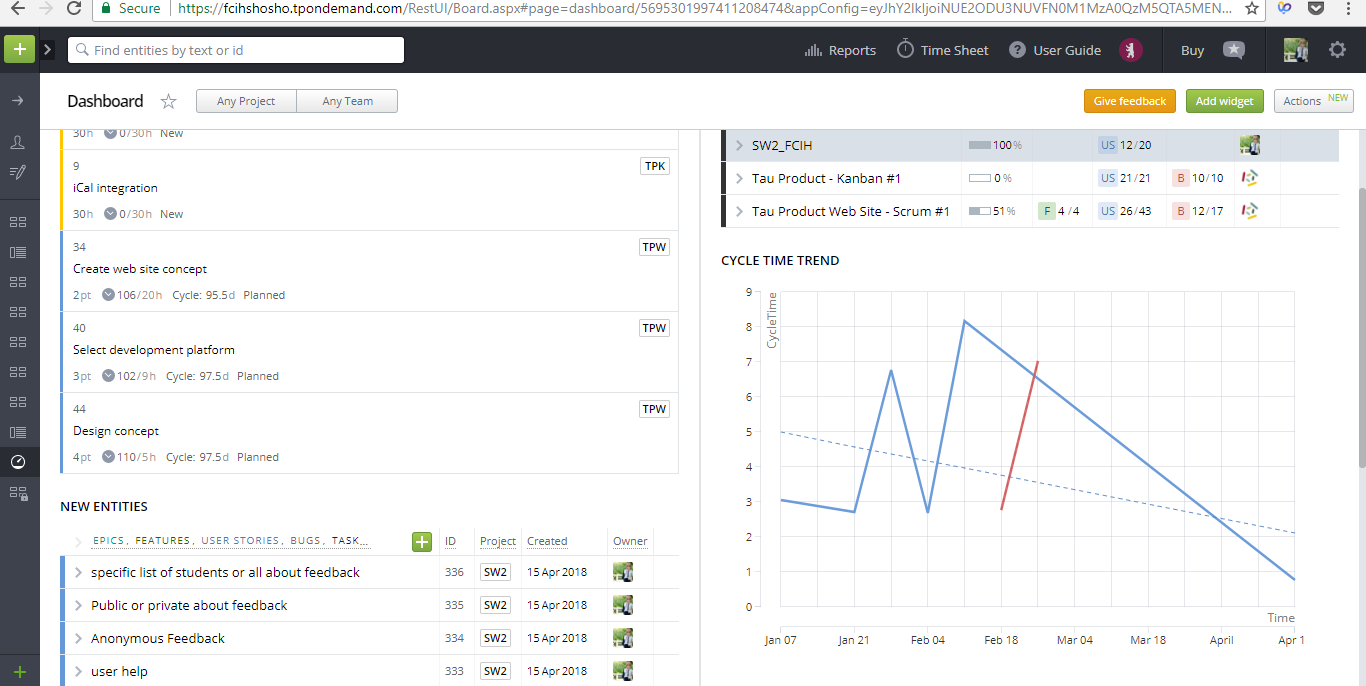 Secure https://fcihshosho.tpondemand.com/RestUI/Board.aspx#page=dashboard/5695301997411208474&appConfig=eyJhY2lkIjoiNUE2ODU3NUVFN0M1MzA0QzM5QTA5MEN...
Find entities by text or id
Reports
Time Sheet
User Guide
Buy
Dashboard
Any Project
Any Team
Give feedback
Add widget
Actions NEW
30h 0/30h New
9 TPK
iCal integration
30h 0/30h New
34 TPW
Create web site concept
2pt 106/20h Cycle: 95.5d Planned
40 TPW
Select development platform
3pt 102/9h Cycle: 97.5d Planned
44 TPW
Design concept
4pt 110/5h Cycle: 97.5d Planned
NEW ENTITIES
EPICS, FEATURES, USER STORIES, BUGS, TASK... ID Project Created Owner
specific list of students or all about feedback 336 SW2 15 Apr 2018
Public or private about feedback 335 SW2 15 Apr 2018
Anonymous Feedback 334 SW2 15 Apr 2018
user help 333 SW2 15 Apr 2018
SW2_FCIH 100% US 12/20
Tau Product - Kanban #1 0% US 21/21 B 10/10
Tau Product Web Site - Scrum #1 51% F 4/4 US 26/43 B 12/17
CYCLE TIME TREND
CycleTime
9
8
7
6
5
4
3
2
1
0
Time
Jan 07 Jan 21 Feb 04 Feb 18 Mar 04 Mar 18 April Apr 1